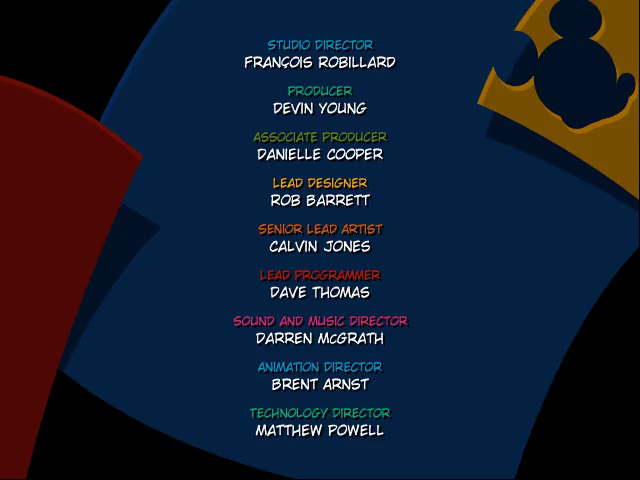 STUDIO DIRECTOR
FRANÇOIS ROBILLARD
PRODUCER
DEVIN YOUNG
ASSOCIATE PRODUCER
DANIELLE COOPER
LEAD DESIGNER
ROB BARRETT
SENIOR LEAD ARTIST
CALVIN JONES
LEAD PROGRAMMER
DAVE THOMAS
SOUND AND MUSIC DIRECTOR
DARREN McGRATH
ANIMATION DIRECTOR
BRENT ARNST
TECHNOLOGY DIRECTOR
MATTHEW POWELL